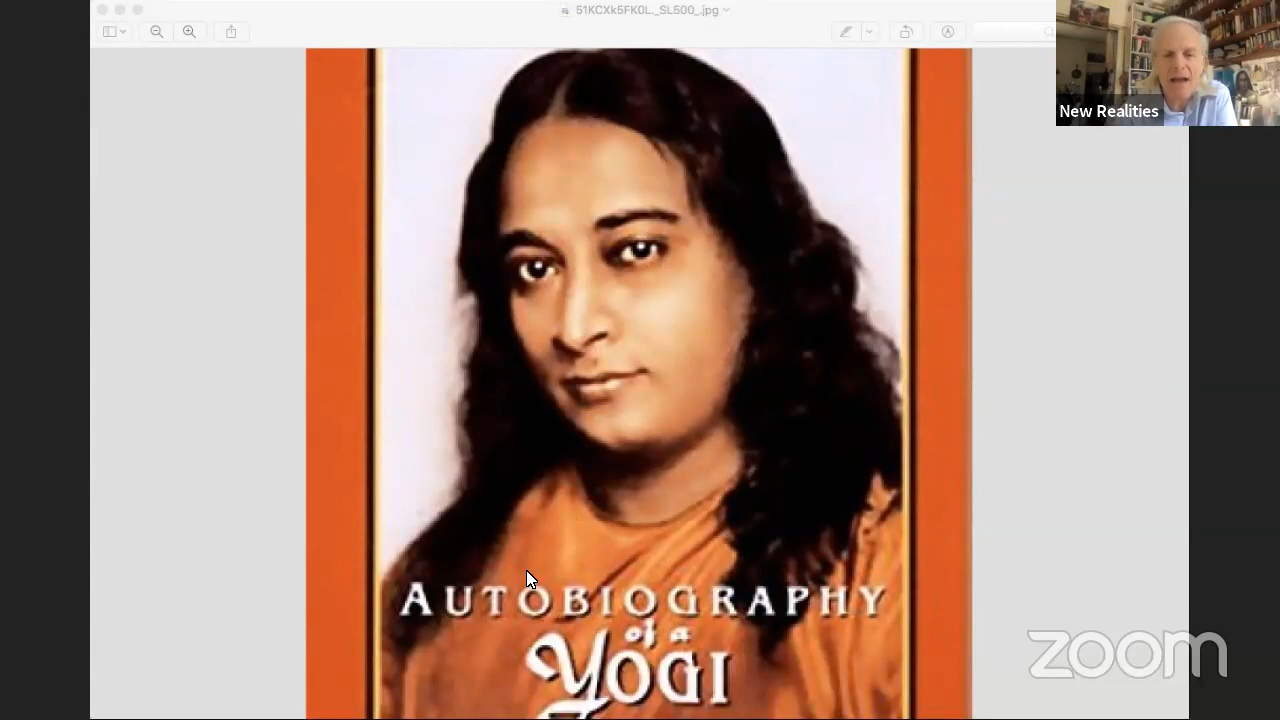 51KCXk5FK0L._SL500_.jpg
New Realities
AUTOBIOGRAPHY
of a
YOGI
zoom